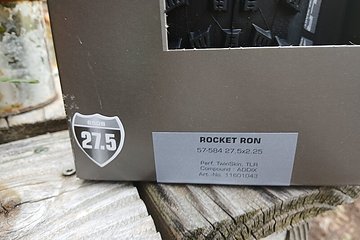 27.5
ROCKET RON
57-584 27.5x2.25
Perf, TwinSkin, TLR
Compound : ADDIX
Art.-No. 11601043